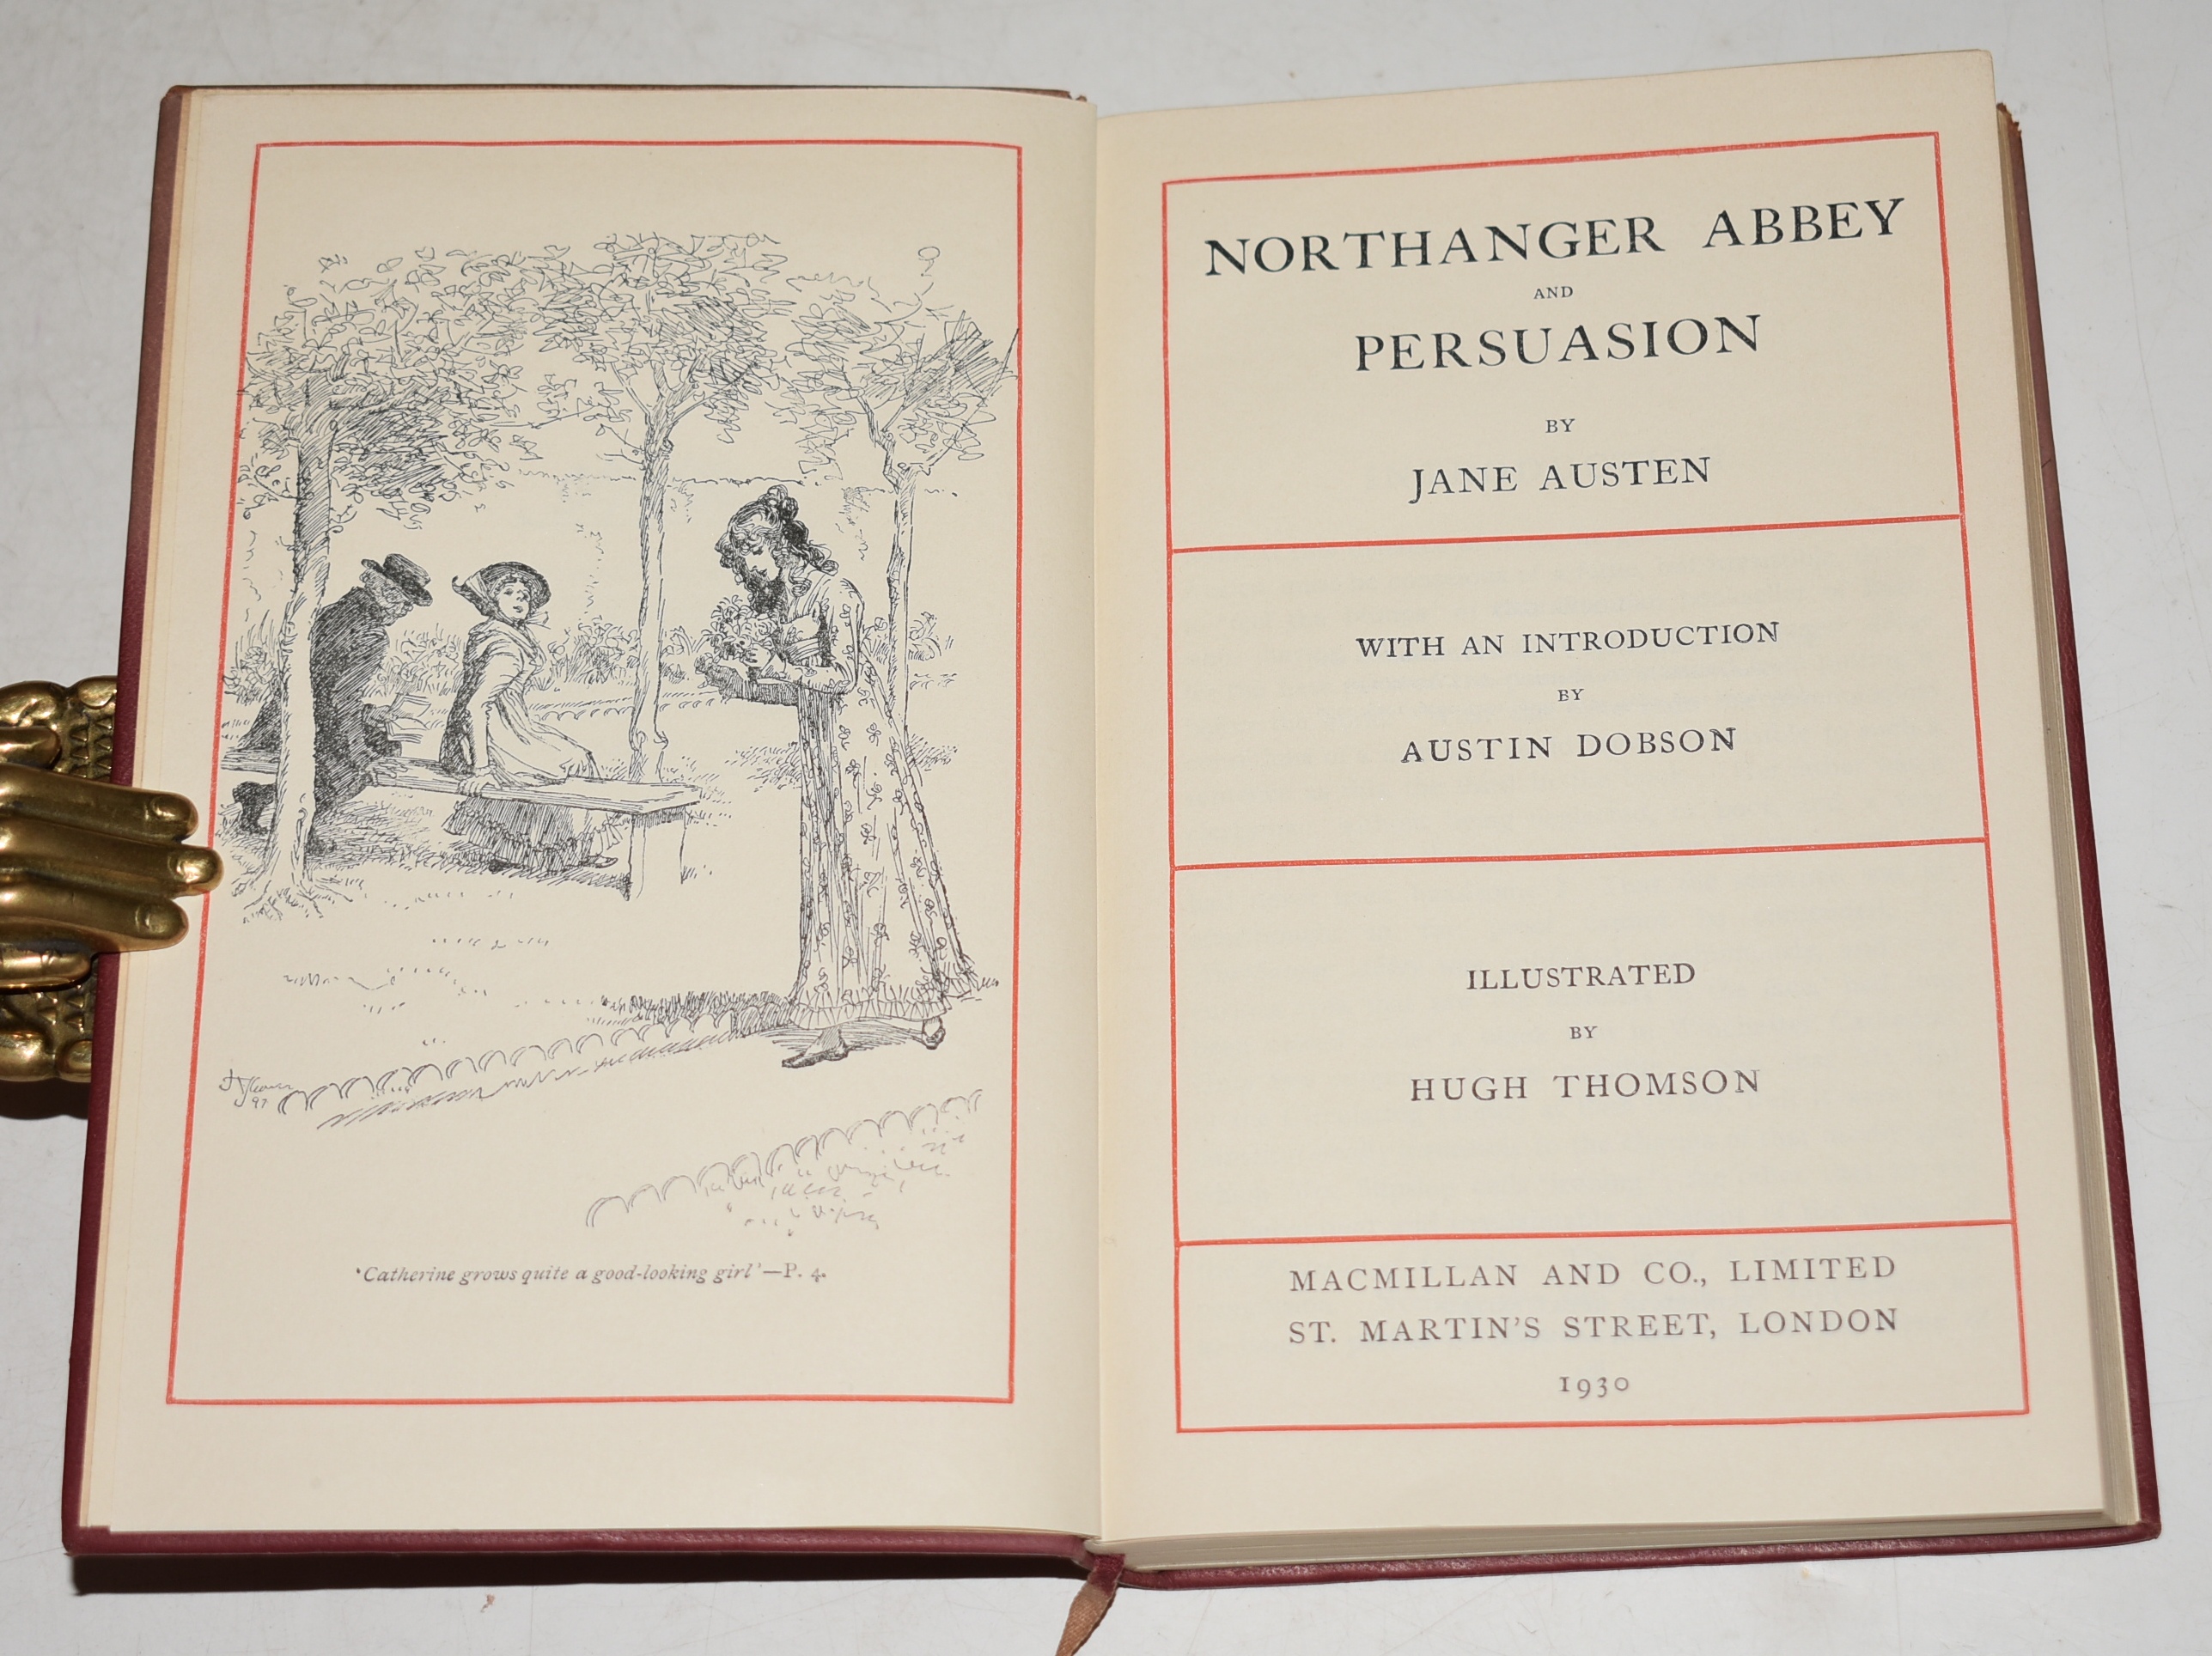 'Catherine grows quite a good-looking girl'—P. 4.
NORTHANGER ABBEY
AND
PERSUASION
BY
JANE AUSTEN
WITH AN INTRODUCTION
BY
AUSTIN DOBSON
ILLUSTRATED
BY
HUGH THOMSON
MACMILLAN AND CO., LIMITED
ST. MARTIN'S STREET, LONDON
1930